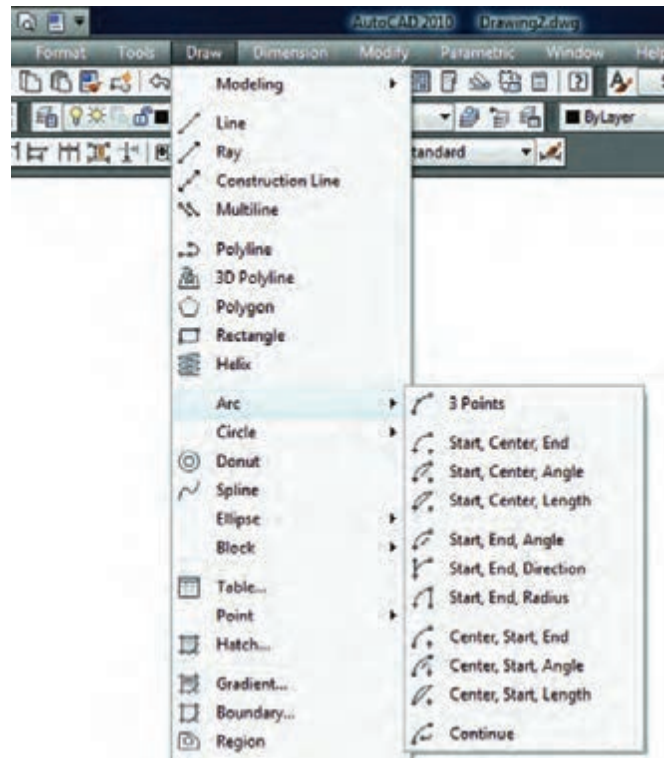 AutoCAD 2010 Drawing2.dwg
Format Tools Draw Dimension Modify Parametric Window Help
ByLayer
tandard
Modeling
Line
Ray
Construction Line
Multiline
Polyline
3D Polyline
Polygon
Rectangle
Helix
Arc
Circle
Donut
Spline
Ellipse
Block
Table...
Point
Hatch...
Gradient...
Boundary...
Region
3 Points
Start, Center, End
Start, Center, Angle
Start, Center, Length
Start, End, Angle
Start, End, Direction
Start, End, Radius
Center, Start, End
Center, Start, Angle
Center, Start, Length
Continue